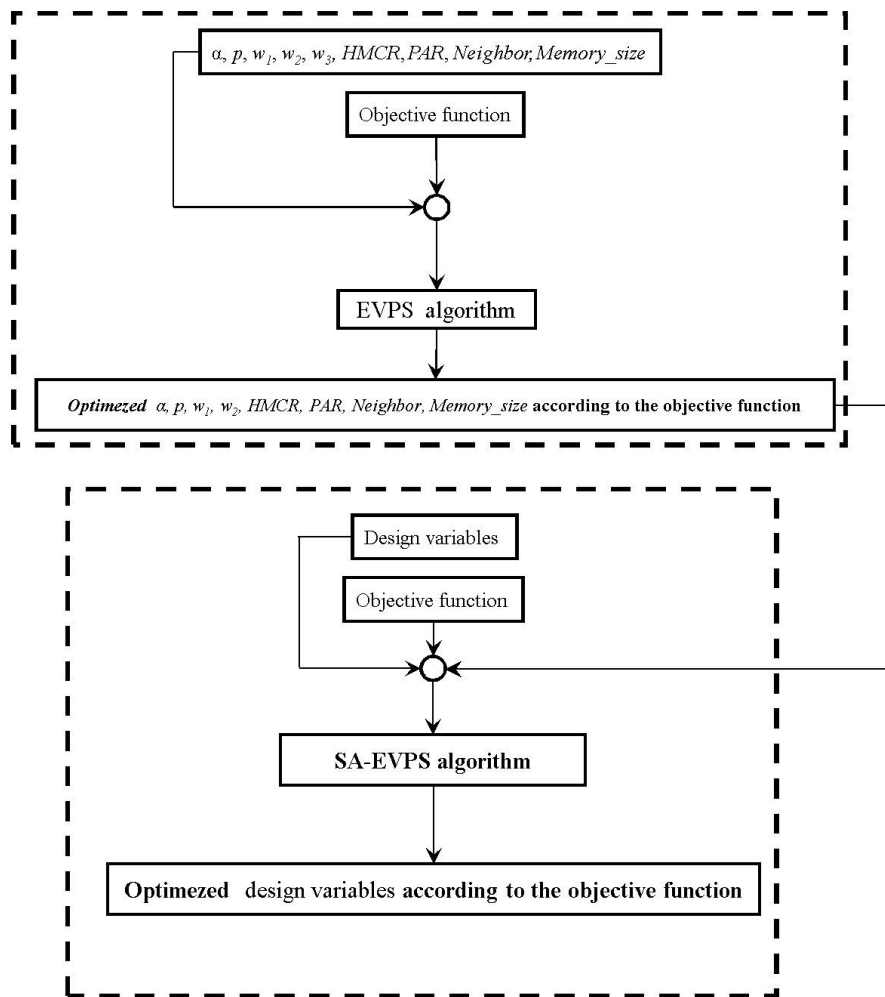 α, p, w₁, w₂, w₃, HMCR, PAR, Neighbor, Memory_size
Objective function
EVPS algorithm
Optimezed α, p, w₁, w₂, HMCR, PAR, Neighbor, Memory_size according to the objective function
Design variables
Objective function
SA-EVPS algorithm
Optimezed design variables according to the objective function